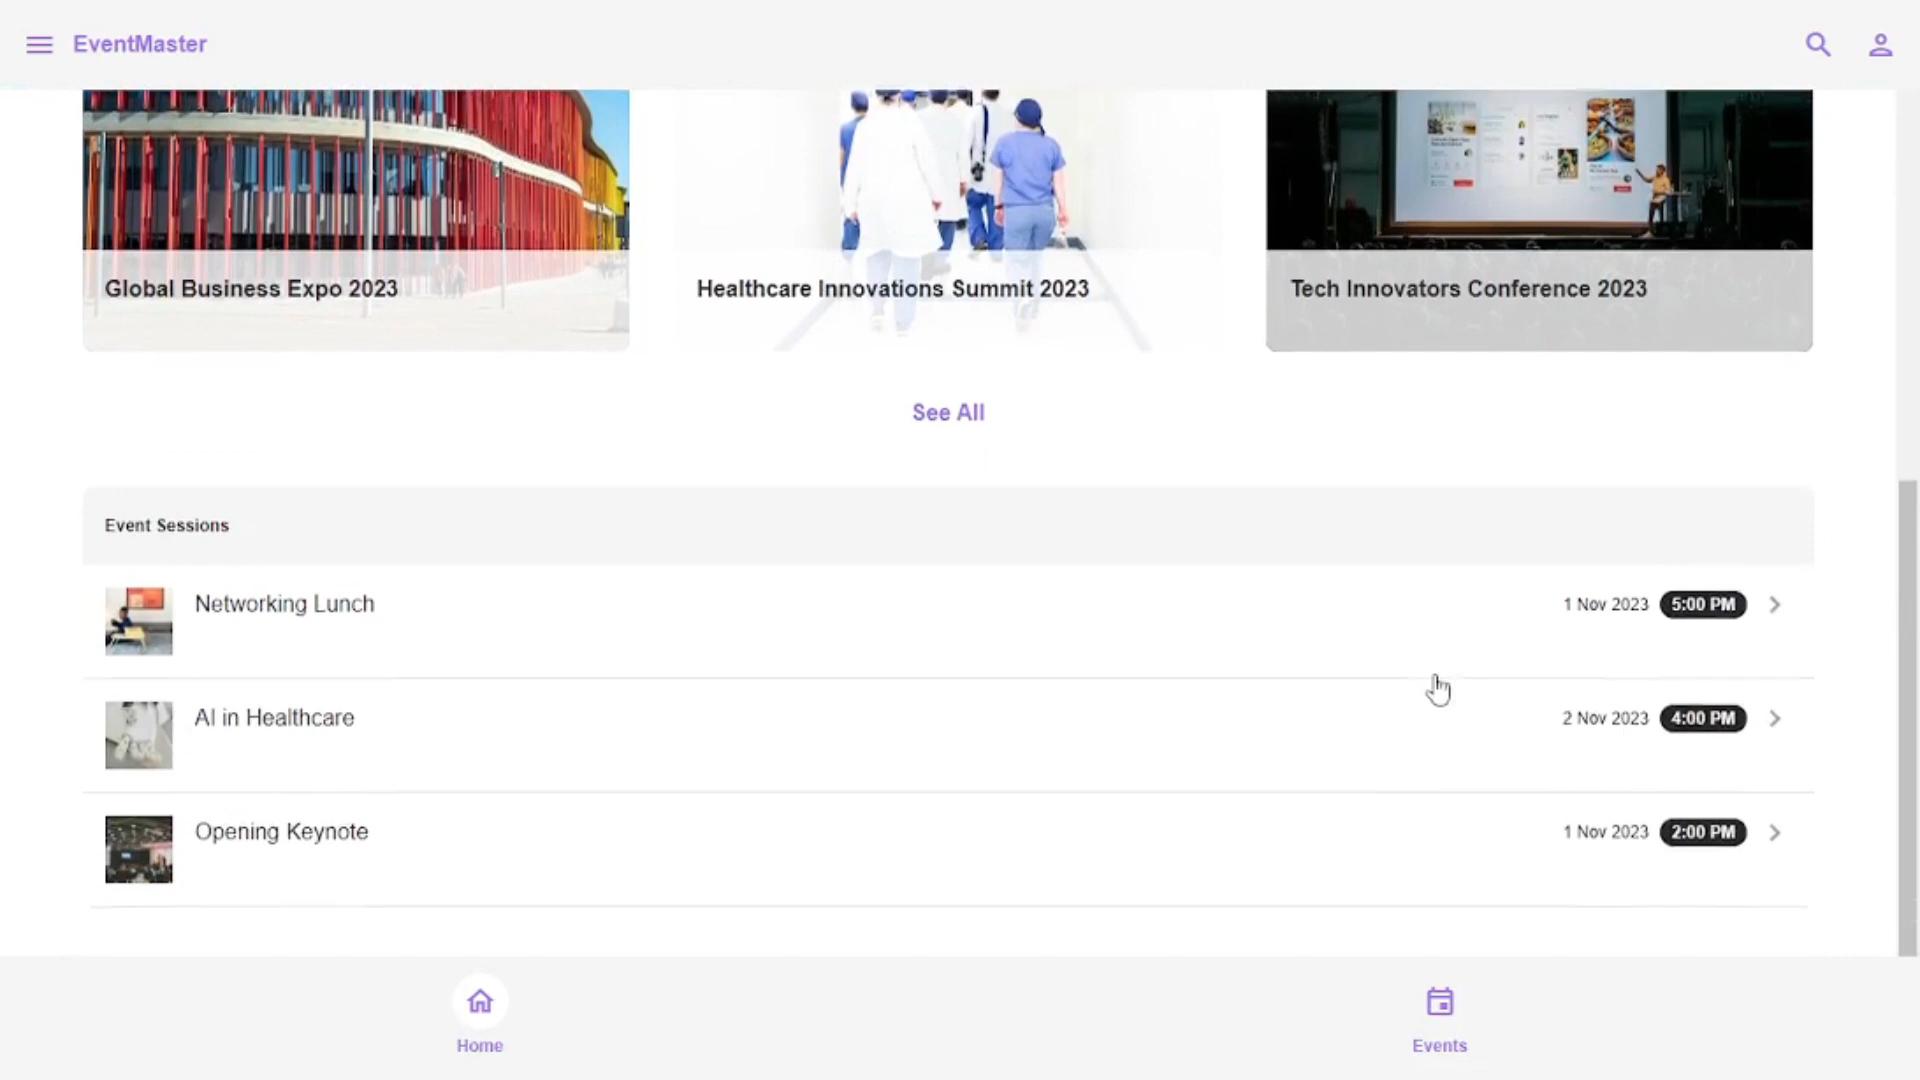 EventMaster
Global Business Expo 2023
Healthcare Innovations Summit 2023
Tech Innovators Conference 2023
See All
Event Sessions
Networking Lunch
1 Nov 2023 5:00 PM
AI in Healthcare
2 Nov 2023 4:00 PM
Opening Keynote
1 Nov 2023 2:00 PM
Home
Events